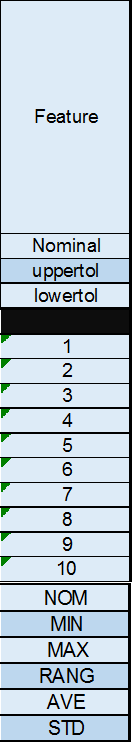 Feature
Nominal
uppertol
lowertol
1
2
3
4
5
6
7
8
9
10
NOM
MIN
MAX
RANG
AVE
STD